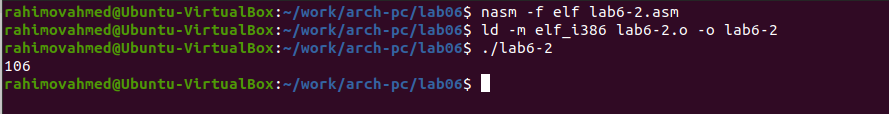 rahimovahmed@Ubuntu-VirtualBox:~/work/arch-pc/lab06$ nasm -f elf lab6-2.asm
rahimovahmed@Ubuntu-VirtualBox:~/work/arch-pc/lab06$ ld -m elf_i386 lab6-2.o -o lab6-2
rahimovahmed@Ubuntu-VirtualBox:~/work/arch-pc/lab06$ ./lab6-2
106
rahimovahmed@Ubuntu-VirtualBox:~/work/arch-pc/lab06$